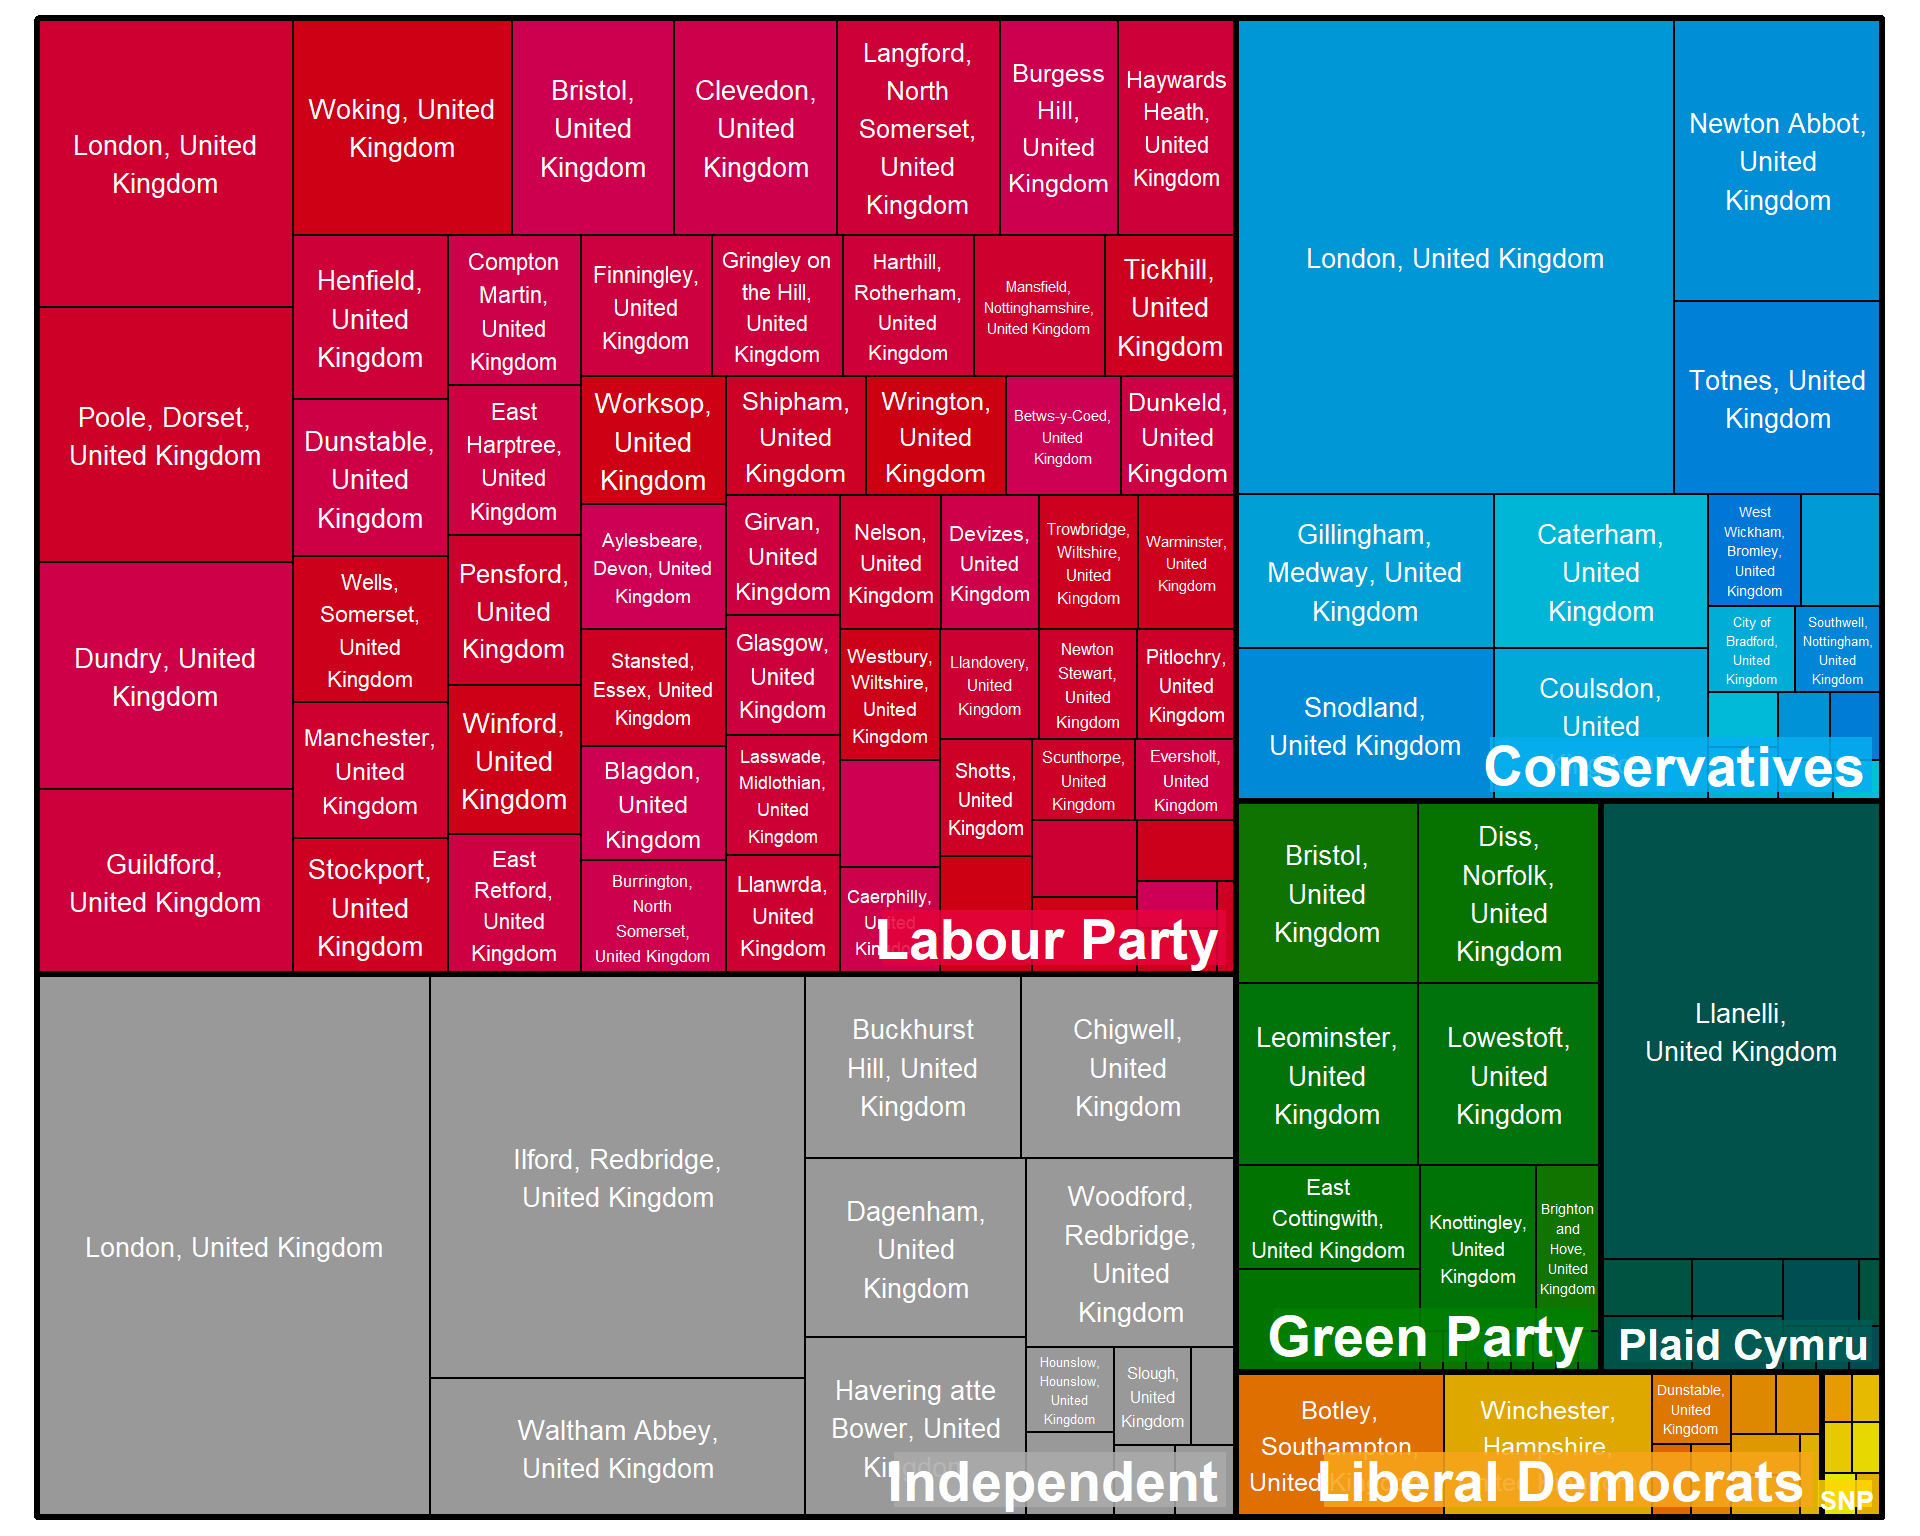 London, United
Kingdom
Poole, Dorset,
United Kingdom
Dundry, United
Kingdom
Guildford,
United Kingdom
Woking, United
Kingdom
Bristol,
United
Kingdom
Clevedon,
United
Kingdom
Langford,
North
Somerset,
United
Kingdom
Burgess
Hill,
United
Kingdom
Haywards
Heath,
United
Kingdom
Henfield,
United
Kingdom
Dunstable,
United
Kingdom
Wells,
Somerset,
United
Kingdom
Manchester,
United
Kingdom
Stockport,
United
Kingdom
Compton
Martin,
United
Kingdom
East
Harptree,
United
Kingdom
Pensford,
United
Kingdom
Winford,
United
Kingdom
East
Retford,
United
Kingdom
Finningley,
United
Kingdom
Gringley on
the Hill,
United
Kingdom
Harthill,
Rotherham,
United
Kingdom
Mansfield,
Nottinghamshire,
United Kingdom
Tickhill,
United
Kingdom
Worksop,
United
Kingdom
Aylesbeare,
Devon, United
Kingdom
Stansted,
Essex, United
Kingdom
Blagdon,
United
Kingdom
Burrington,
North
Somerset,
United Kingdom
Shipham,
United
Kingdom
Wrington,
United
Kingdom
Betws-y-Coed,
United
Kingdom
Dunkeld,
United
Kingdom
Girvan,
United
Kingdom
Glasgow,
United
Kingdom
Lasswade,
Midlothian,
United
Kingdom
Llanwrda,
United
Kingdom
Nelson,
United
Kingdom
Westbury,
Wiltshire,
United
Kingdom
Caerphilly,
United
Kingdom
Devizes,
United
Kingdom
Trowbridge,
Wiltshire,
United
Kingdom
Warminster,
United
Kingdom
Llandovery,
United
Kingdom
Newton
Stewart,
United
Kingdom
Pitlochry,
United
Kingdom
Shotts,
United
Kingdom
Scunthorpe,
United
Kingdom
Eversholt,
United
Kingdom
Labour Party
London, United Kingdom
Newton Abbot,
United
Kingdom
Totnes, United
Kingdom
Gillingham,
Medway, United
Kingdom
Snodland,
United Kingdom
Caterham,
United
Kingdom
Coulsdon,
United
West
Wickham,
Bromley,
United
Kingdom
City of
Bradford,
United
Kingdom
Southwell,
Nottingham,
United
Kingdom
Conservatives
London, United Kingdom
Ilford, Redbridge,
United Kingdom
Waltham Abbey,
United Kingdom
Buckhurst
Hill, United
Kingdom
Chigwell,
United
Kingdom
Dagenham,
United
Kingdom
Woodford,
Redbridge,
United
Kingdom
Havering atte
Bower, United
Kingdom
Hounslow,
Hounslow,
United
Kingdom
Slough,
United
Kingdom
Independent
Bristol,
United
Kingdom
Diss,
Norfolk,
United
Kingdom
Leominster,
United
Kingdom
Lowestoft,
United
Kingdom
East
Cottingwith,
United Kingdom
Knottingley,
United
Kingdom
Brighton
and
Hove,
United
Kingdom
Green Party
Llanelli,
United Kingdom
Plaid Cymru
Botley,
Southampton,
United Kingdom
Winchester,
Hampshire,
United Kingdom
Dunstable,
United
Kingdom
Liberal Democrats
SNP